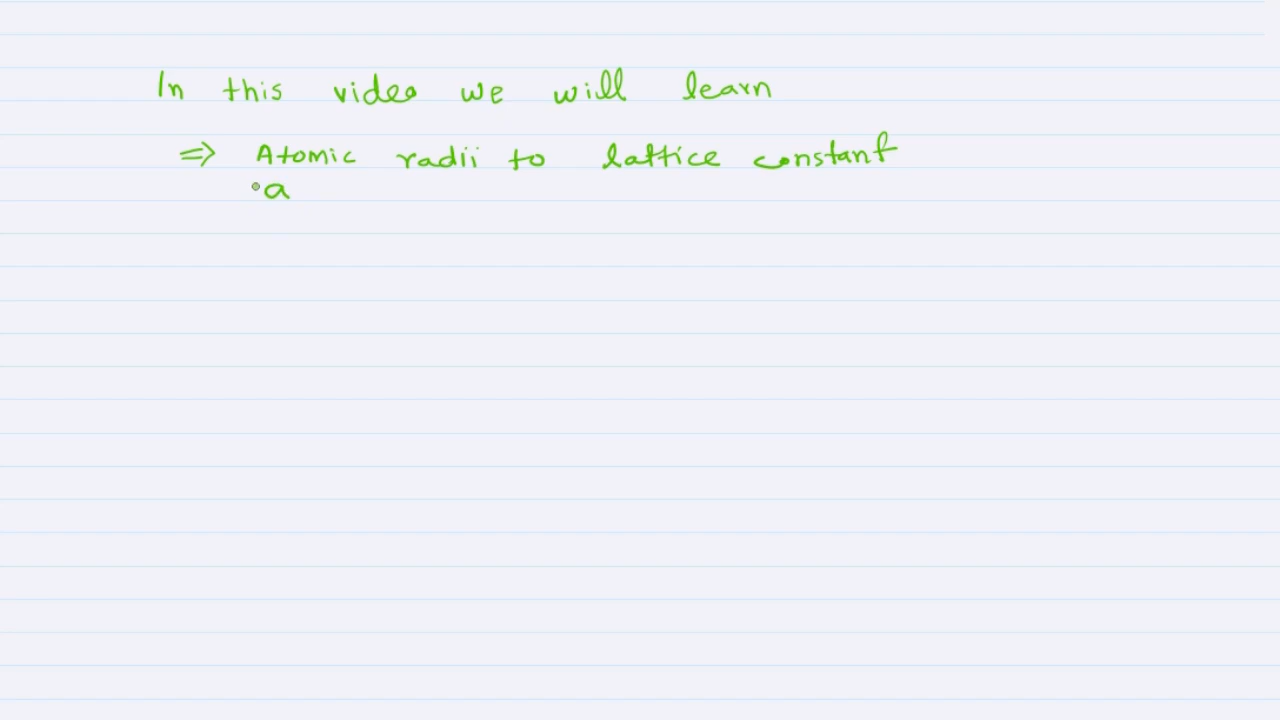 In this video we will learn
⇒ Atomic radii to lattice constant
a